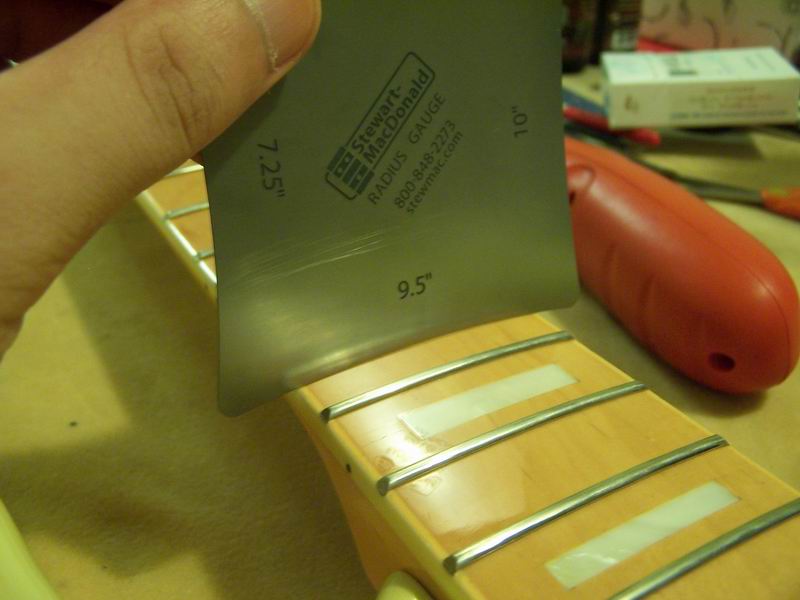 Stewart-
MacDonald
RADIUS GAUGE
800-848-2273
stewmac.com
7.25"
10"
9.5"